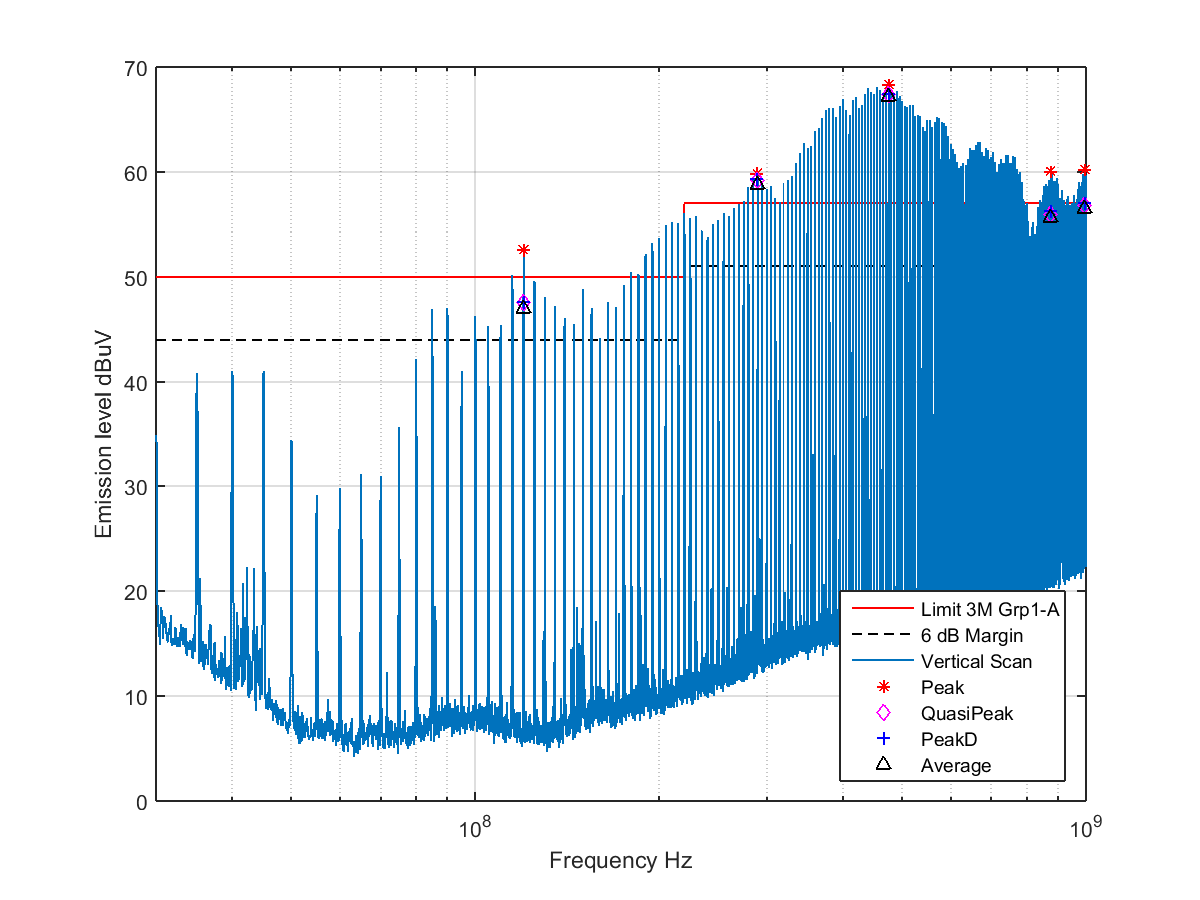 70
60
50
40
30
20
10
0
Emission level dBuV
10^8
10^9
Frequency Hz
Limit 3M Grp1-A
6 dB Margin
Vertical Scan
Peak
QuasiPeak
PeakD
Average